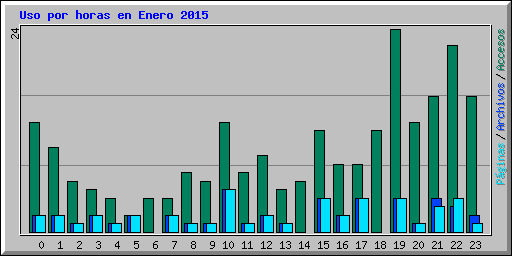 Uso por horas en Enero 2015
24
Páginas / Archivos / Accesos
0 1 2 3 4 5 6 7 8 9 10 11 12 13 14 15 16 17 18 19 20 21 22 23